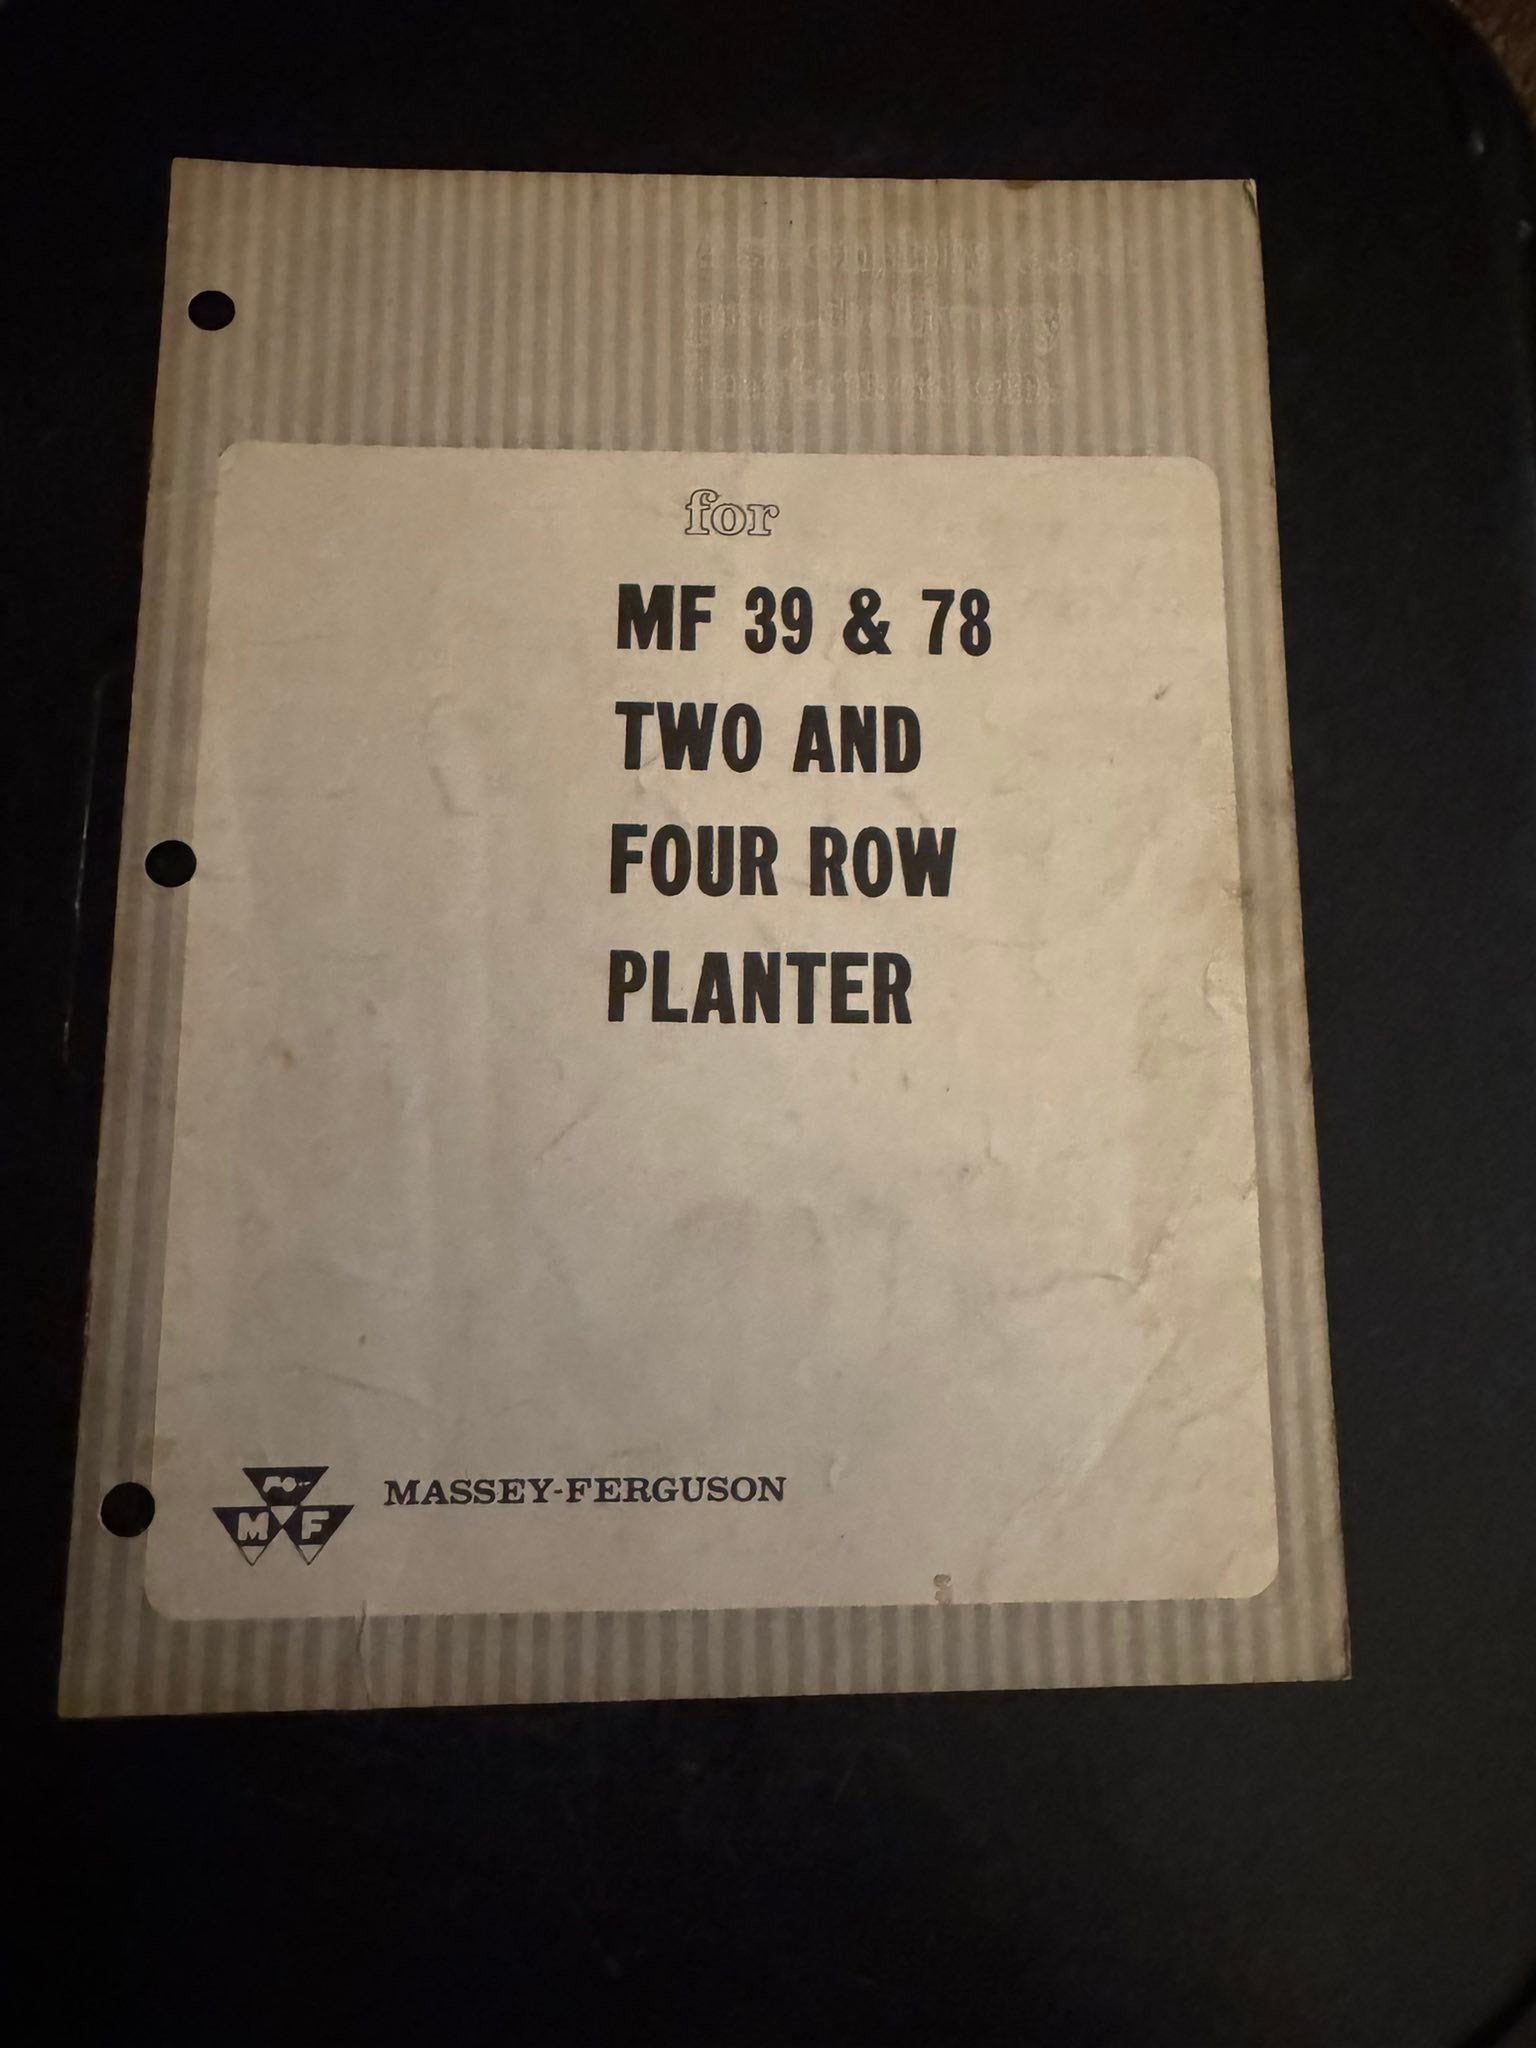 for
MF 39 & 78
TWO AND
FOUR ROW
PLANTER
MF
MASSEY-FERGUSON